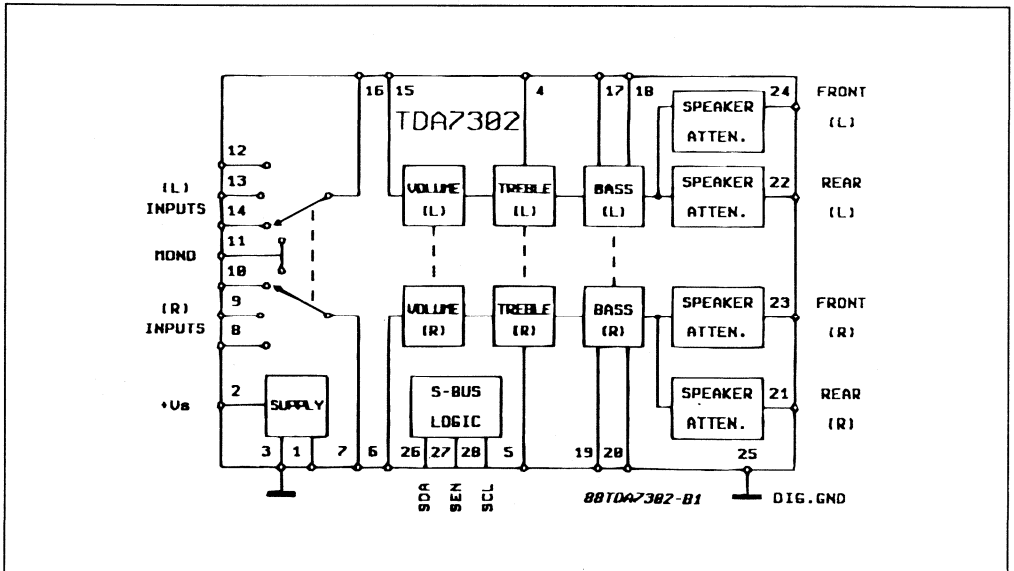 16 15 4 17 18 24 FRONT
TDA7302
SPEAKER
ATTEN.
(L)
12
(L)
INPUTS
13
14
VOLUME
(L)
TREBLE
(L)
BASS
(L)
SPEAKER
ATTEN.
22 REAR
(L)
MONO 11
10
(R)
INPUTS
9
8
VOLUME
(R)
TREBLE
(R)
BASS
(R)
SPEAKER
ATTEN.
23 FRONT
(R)
+Vs 2 SUPPLY
S-BUS
LOGIC
SPEAKER
ATTEN.
21 REAR
(R)
3 1 7 6 26 27 28 5 19 20 25
SDA
SEN
SCL
88TDA7302-B1
DIG.GND